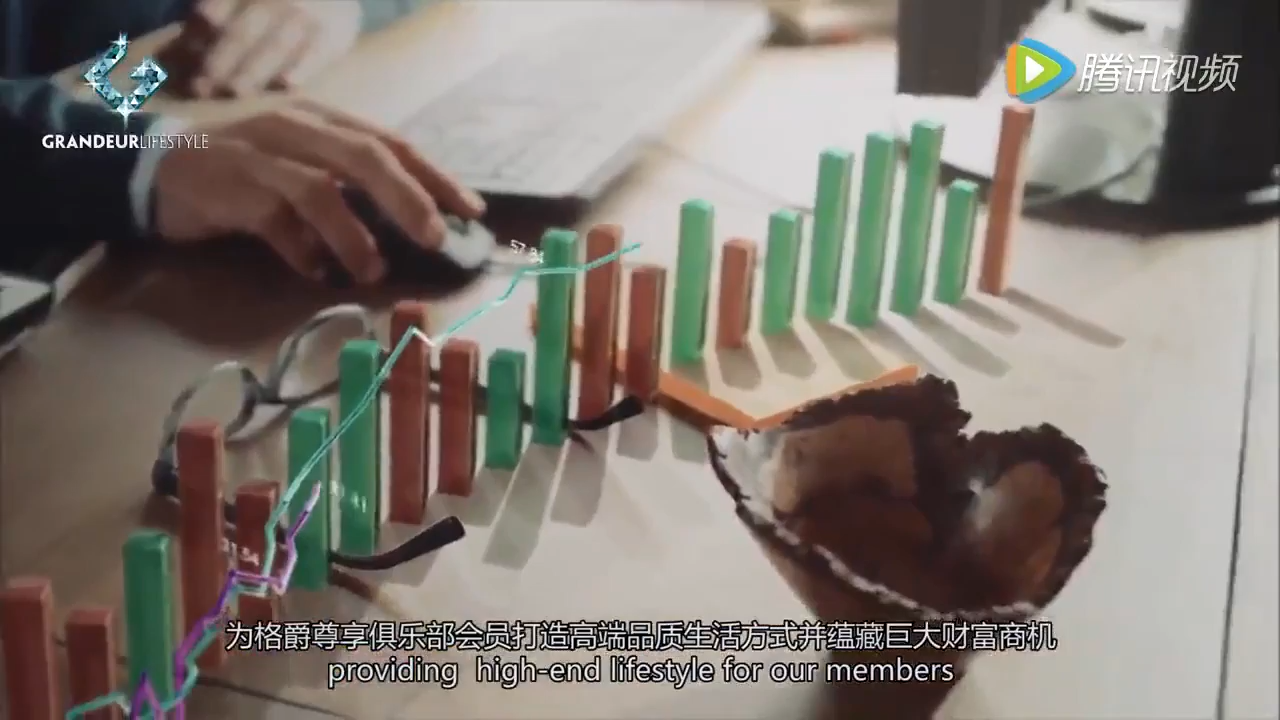 GRANDEURLIFESTYLE
腾讯视频
57.34
为格爵尊享俱乐部会员打造高端品质生活方式并蕴藏巨大财富商机
providing high-end lifestyle for our members